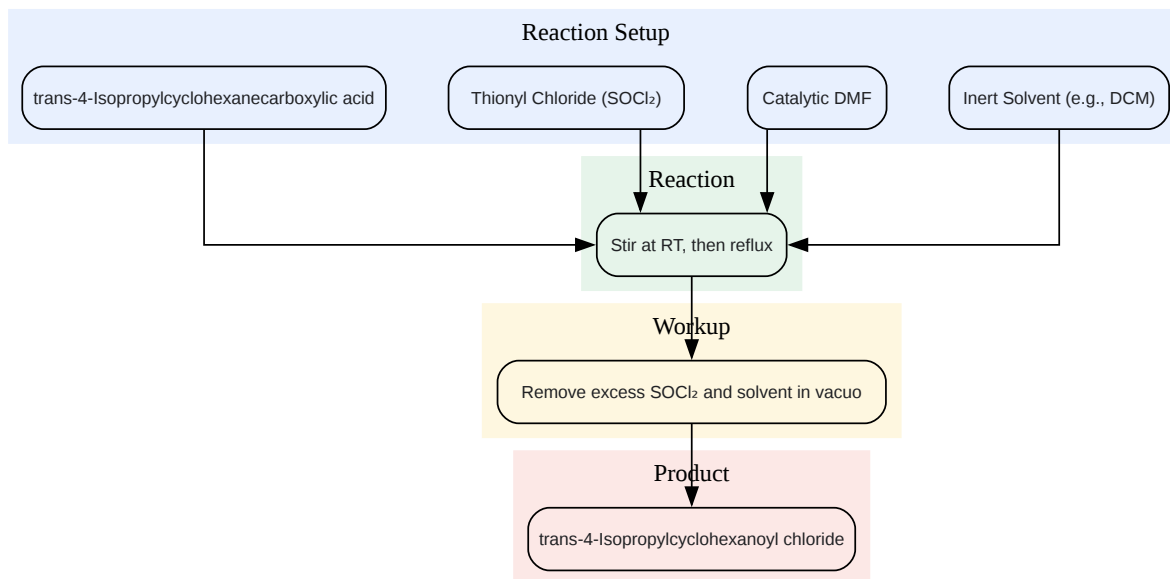 Reaction Setup
trans-4-Isopropylcyclohexanecarboxylic acid
Thionyl Chloride (SOCl₂)
Catalytic DMF
Inert Solvent (e.g., DCM)
Reaction
Stir at RT, then reflux
Workup
Remove excess SOCl₂ and solvent in vacuo
Product
trans-4-Isopropylcyclohexanoyl chloride